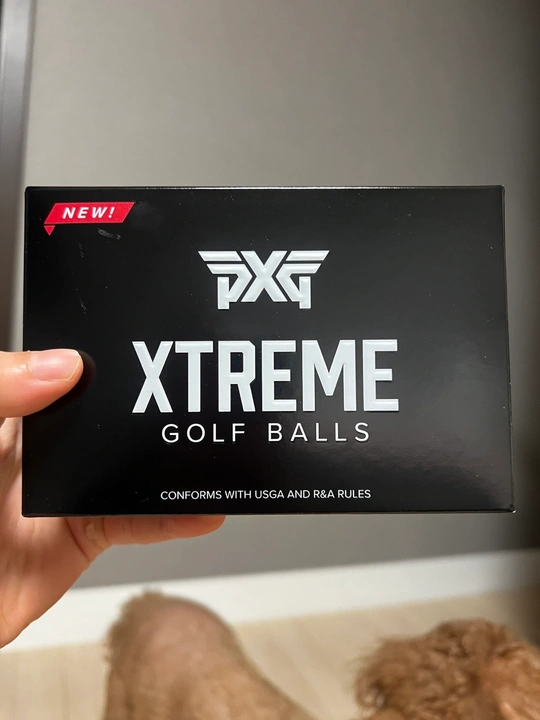 NEW!
PXG
XTREME
GOLF BALLS
CONFORMS WITH USGA AND R&A RULES